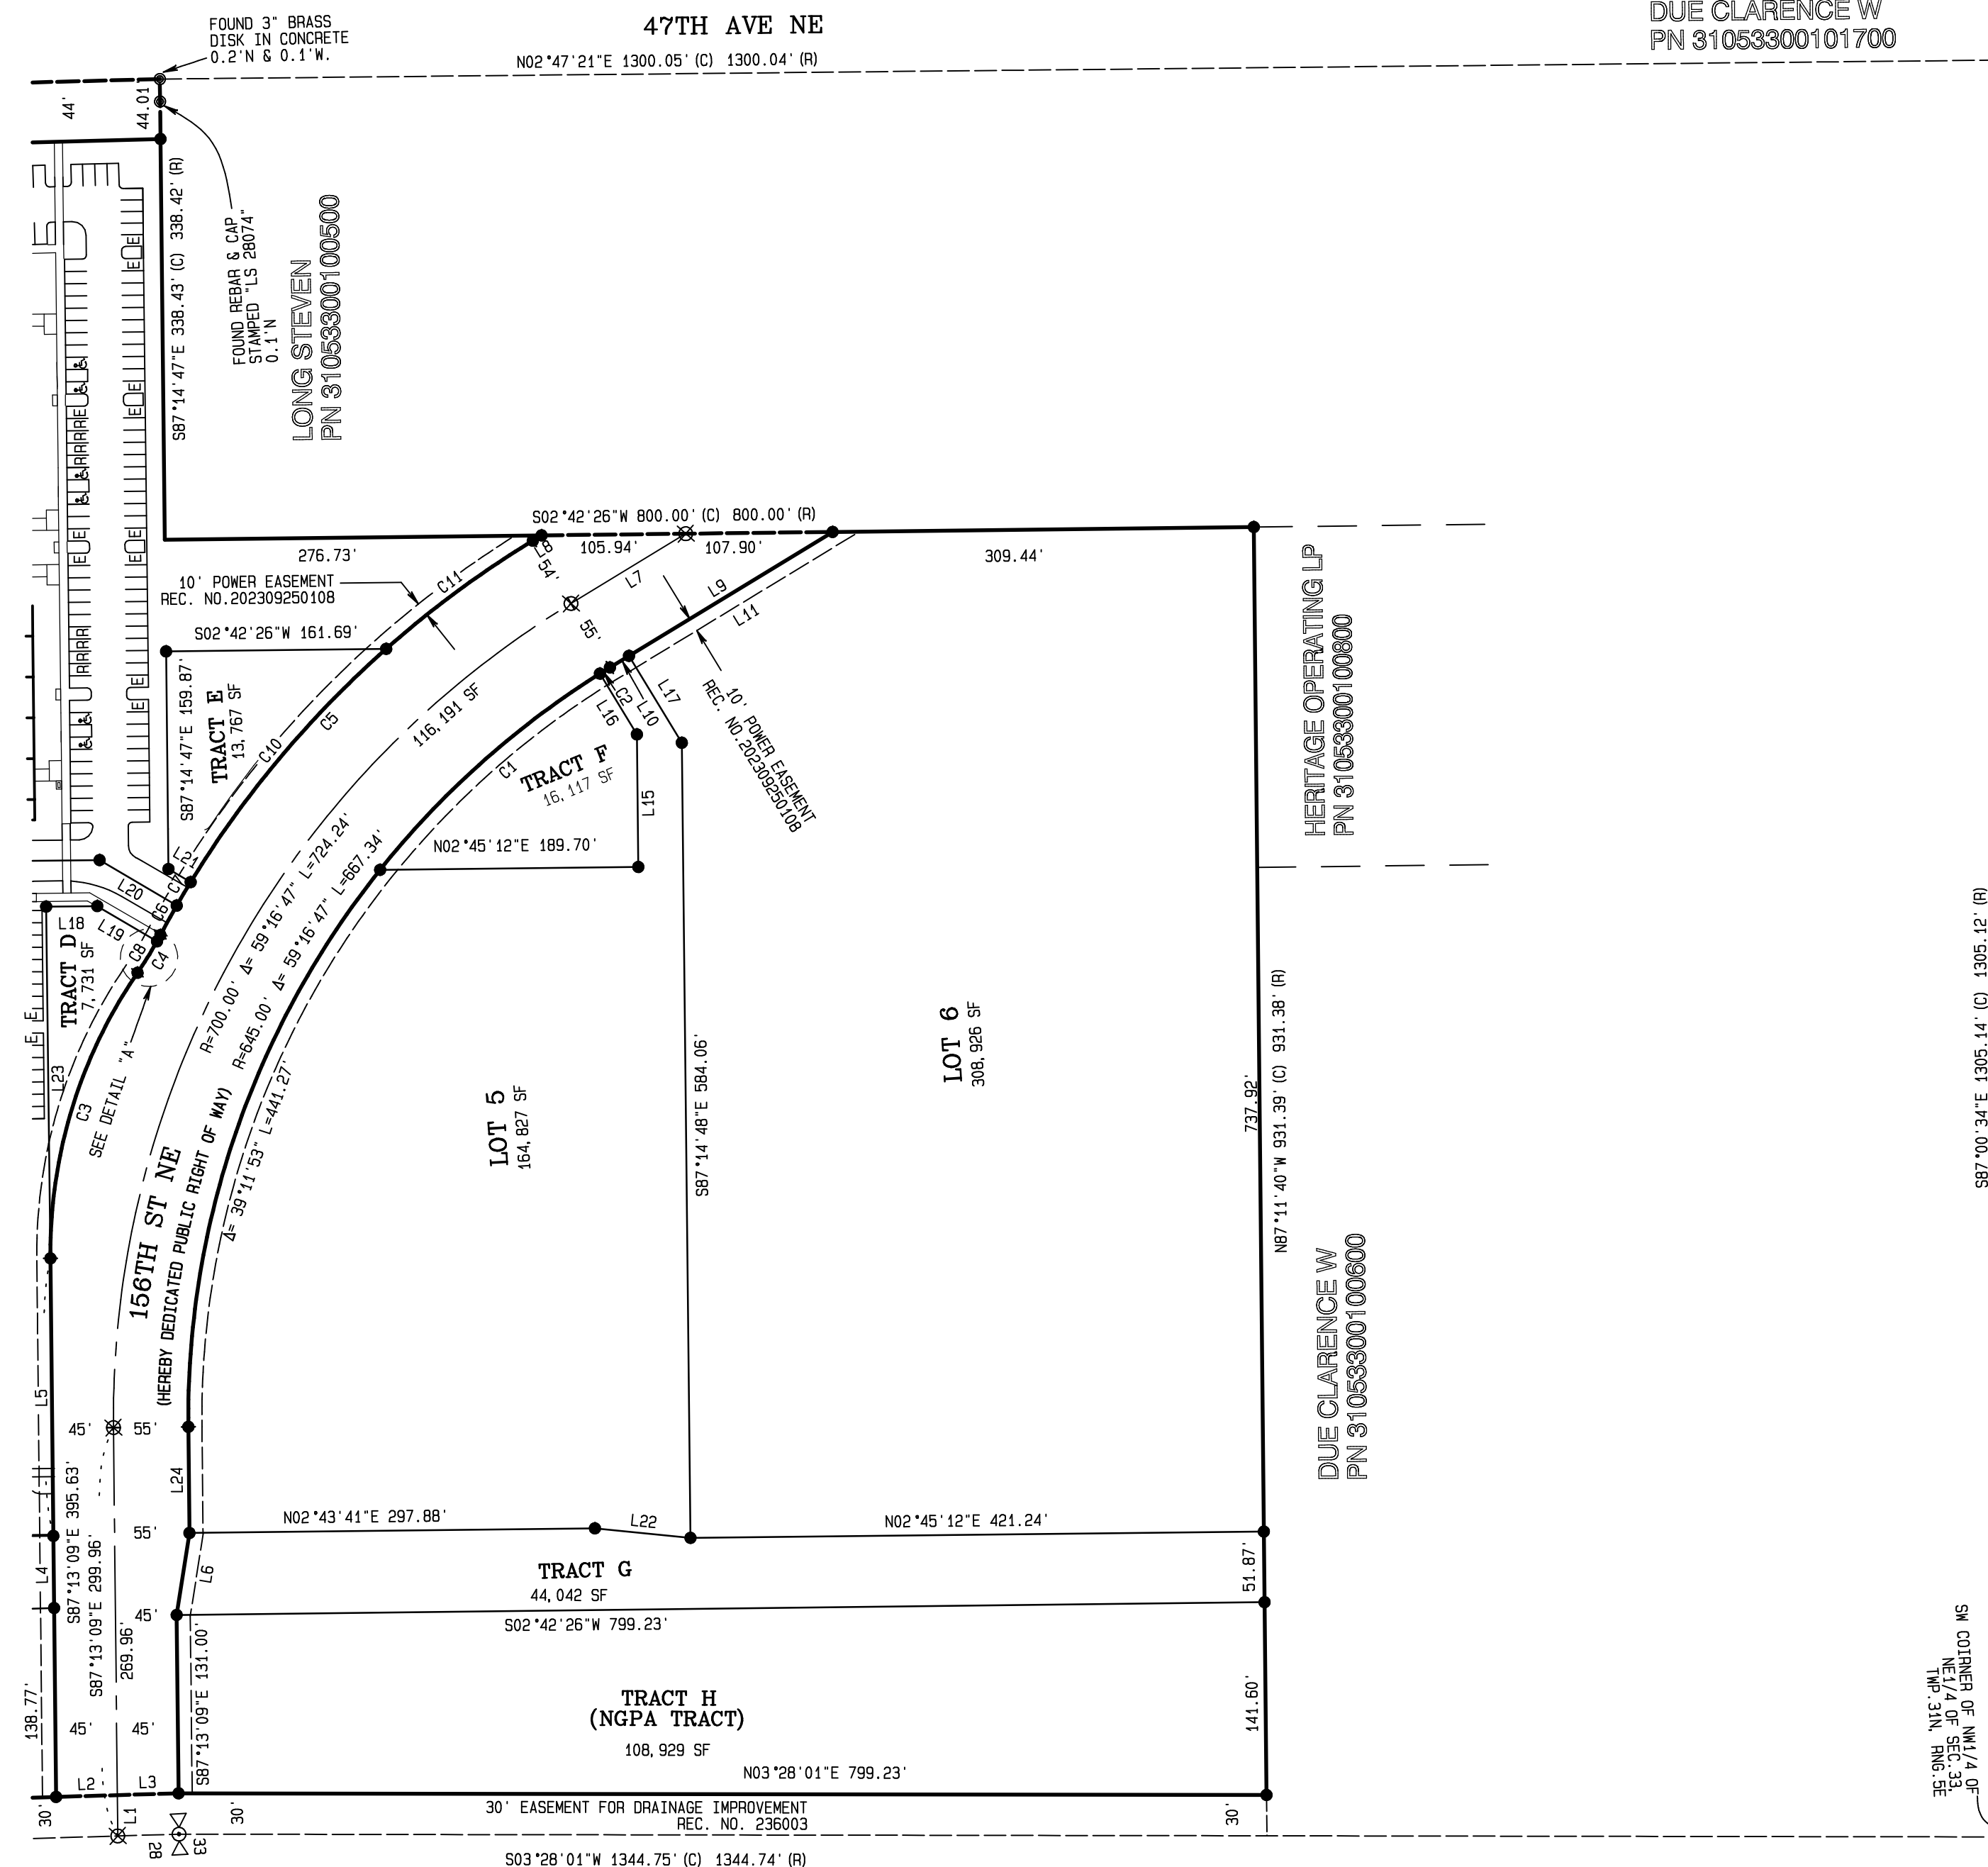 FOUND 3" BRASS
DISK IN CONCRETE
0.2'N & 0.1'W.
47TH AVE NE
N02°47'21"E 1300.05' (C) 1300.04' (R)
DUE CLARENCE W
PN 31053300101700
44'
44.01'
S87°14'47"E 338.43' (C) 338.42' (R)
FOUND REBAR & CAP
STAMPED "LS 28074"
0.1'N
LONG STEVEN
PN 31053300100500
S02°42'26"W 800.00' (C) 800.00' (R)
276.73'
L8
54'
105.94'
107.90'
309.44'
10' POWER EASEMENT
REC. NO.202309250108
C11
L7
L9
L11
55'
S02°42'26"W 161.69'
S87°14'47"E 159.87'
TRACT E
13,767 SF
C10
C5
116,191 SF
C2
L10
L16
L17
10' POWER EASEMENT
REC. NO.202309250108
C1
TRACT F
16,117 SF
L15
N02°45'12"E 189.70'
HERITAGE OPERATING LP
PN 31053300100800
L21
C7
L20
C6
L18
L19
C8
C4
TRACT D
7,731 SF
L23
C3
SEE DETAIL "A"
R=700.00' Δ= 59°16'47" L=724.24'
R=645.00' Δ= 59°16'47" L=667.34'
Δ= 39°11'53" L=441.27'
156TH ST NE
(HEREBY DEDICATED PUBLIC RIGHT OF WAY)
LOT 5
164,827 SF
S87°14'48"E 584.06'
LOT 6
308,926 SF
737.92'
N87°11'40"W 931.39' (C) 931.38' (R)
S87°00'34"E 1305.14' (C) 1305.12' (R)
DUE CLARENCE W
PN 31053300100600
L5
45'
55'
L24
S87°13'09"E 395.63'
S87°13'09"E 299.96'
269.96'
55'
N02°43'41"E 297.88'
L22
N02°45'12"E 421.24'
L4
L6
TRACT G
44,042 SF
51.87'
45'
S02°42'26"W 799.23'
138.77'
45'
45'
S87°13'09"E 131.00'
TRACT H
(NGPA TRACT)
108,929 SF
141.60'
N03°28'01"E 799.23'
L2
L3
L1
30'
30'
30'
30' EASEMENT FOR DRAINAGE IMPROVEMENT
REC. NO. 236003
28
33
S03°28'01"W 1344.75' (C) 1344.74' (R)
SW COIRNER OF NW1/4 OF
NE1/4 OF SEC.33,
TWP.31N, RNG.5E